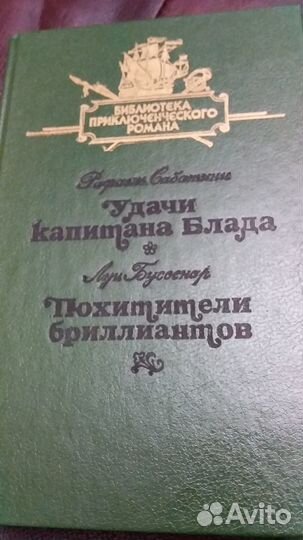 БИБЛИОТЕКА
ПРИКЛЮЧЕНЧЕСКОГО
РОМАНА
Рафаэль Сабатини
Удачи
капитана Блада
Луи Буссенар
Похитители
бриллиантов
Avito